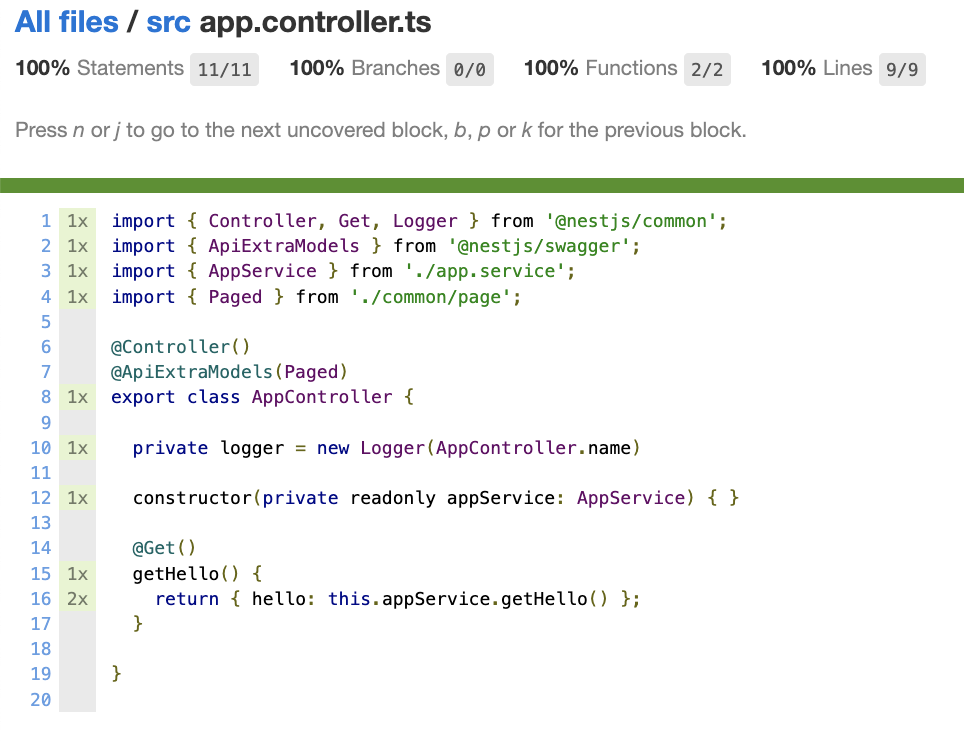 All files / src app.controller.ts
100% Statements 11/11 100% Branches 0/0 100% Functions 2/2 100% Lines 9/9
Press n or j to go to the next uncovered block, b, p or k for the previous block.
1 1x import { Controller, Get, Logger } from '@nestjs/common';
2 1x import { ApiExtraModels } from '@nestjs/swagger';
3 1x import { AppService } from './app.service';
4 1x import { Paged } from './common/page';
5
6 @Controller()
7 @ApiExtraModels(Paged)
8 1x export class AppController {
9
10 1x   private logger = new Logger(AppController.name)
11
12 1x   constructor(private readonly appService: AppService) { }
13
14   @Get()
15 1x   getHello() {
16 2x     return { hello: this.appService.getHello() };
17   }
18
19 }
20